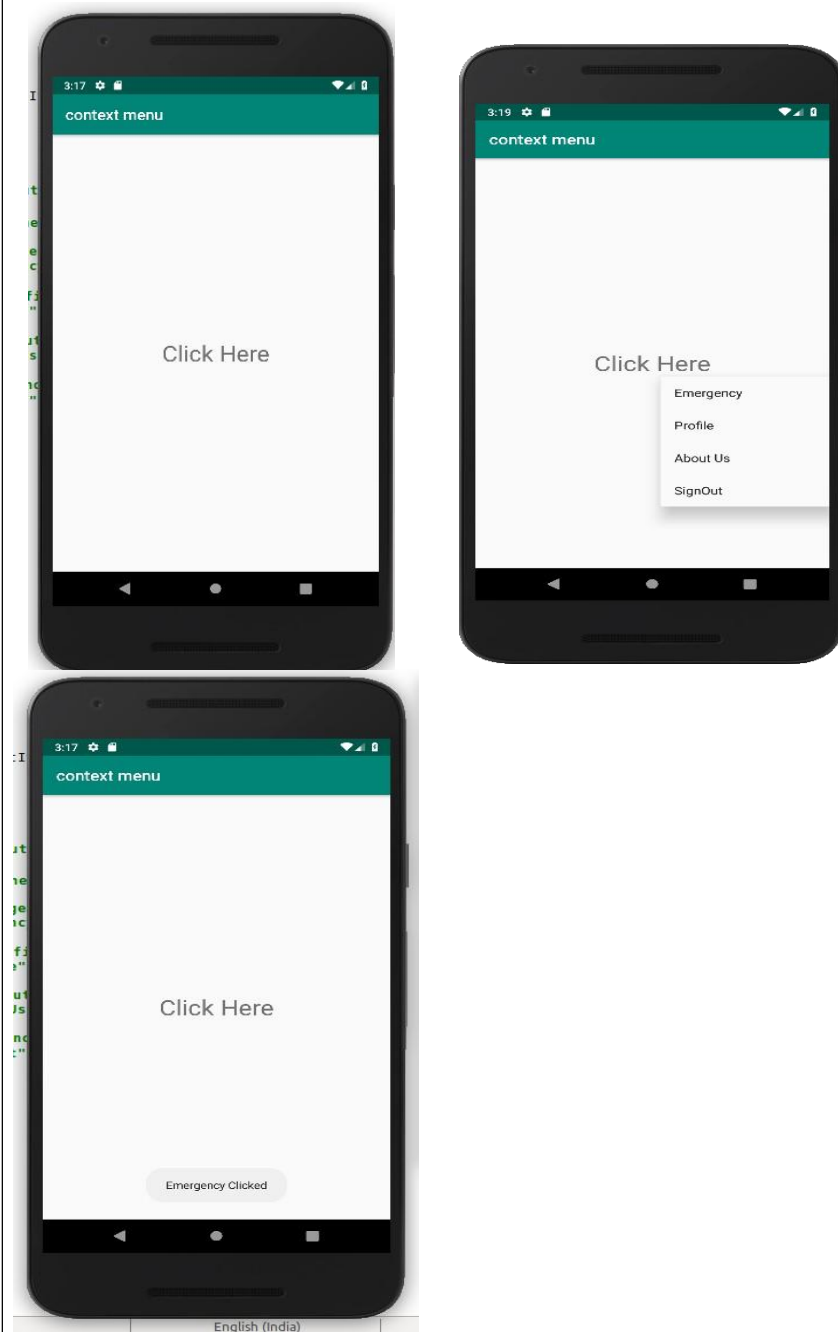 3:17
context menu
Click Here
3:19
context menu
Click Here
Emergency
Profile
About Us
SignOut
3:17
context menu
Click Here
Emergency Clicked
English (India)